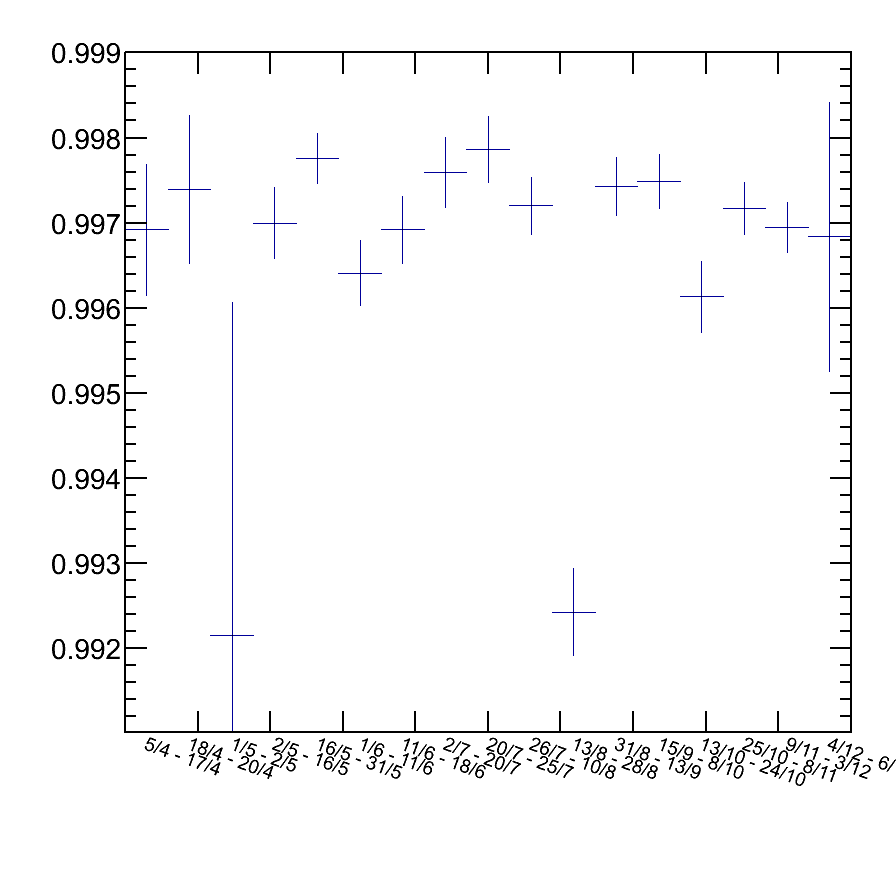 0.999
0.998
0.997
0.996
0.995
0.994
0.993
0.992
5/4 - 17/4
18/4 - 20/4
1/5 - 2/5
2/5 - 16/5
16/5 - 31/5
1/6 - 11/6
11/6 - 18/6
2/7 - 20/7
20/7 - 25/7
26/7 - 10/8
13/8 - 28/8
31/8 - 13/9
15/9 - 8/10
13/10 - 24/10
25/10 - 8/11
9/11 - 3/12
4/12 - 6/